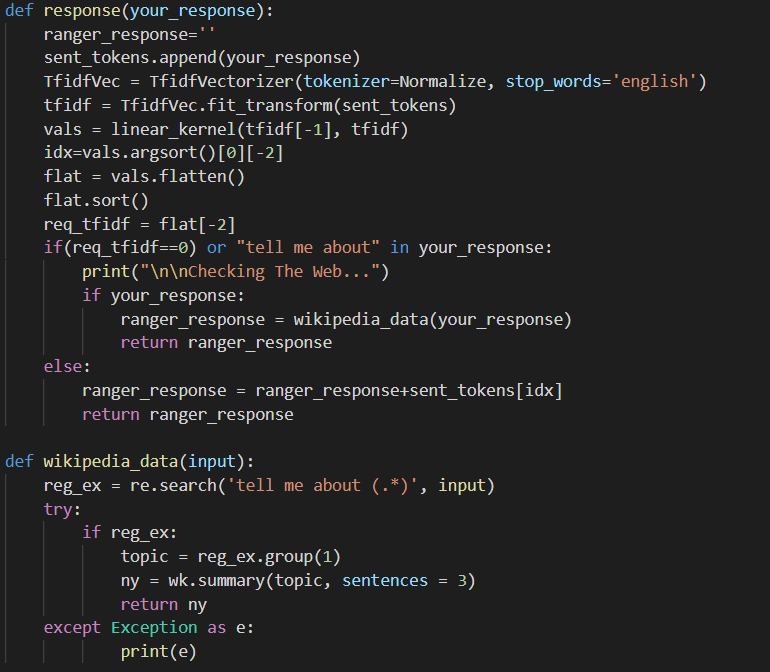 def response(your_response):
    ranger_response=''
    sent_tokens.append(your_response)
    TfidfVec = TfidfVectorizer(tokenizer=Normalize, stop_words='english')
    tfidf = TfidfVec.fit_transform(sent_tokens)
    vals = linear_kernel(tfidf[-1], tfidf)
    idx=vals.argsort()[0][-2]
    flat = vals.flatten()
    flat.sort()
    req_tfidf = flat[-2]
    if(req_tfidf==0) or "tell me about" in your_response:
        print("\n\nChecking The Web...")
        if your_response:
            ranger_response = wikipedia_data(your_response)
            return ranger_response
    else:
        ranger_response = ranger_response+sent_tokens[idx]
        return ranger_response

def wikipedia_data(input):
    reg_ex = re.search('tell me about (.*)', input)
    try:
        if reg_ex:
            topic = reg_ex.group(1)
            ny = wk.summary(topic, sentences = 3)
            return ny
    except Exception as e:
            print(e)